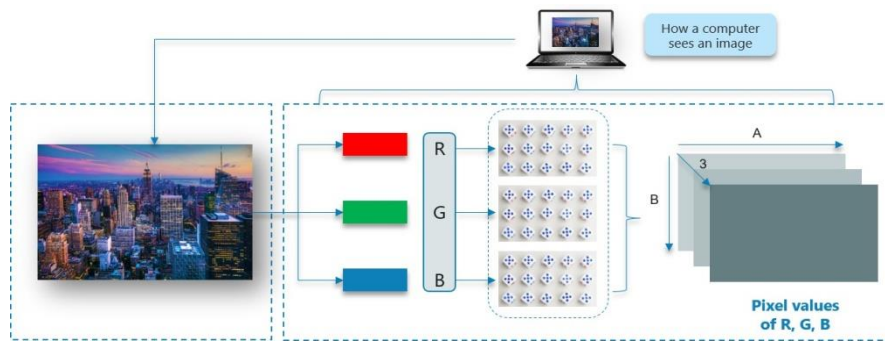 How a computer
sees an image
R
G
B
A
B
3
Pixel values
of R, G, B